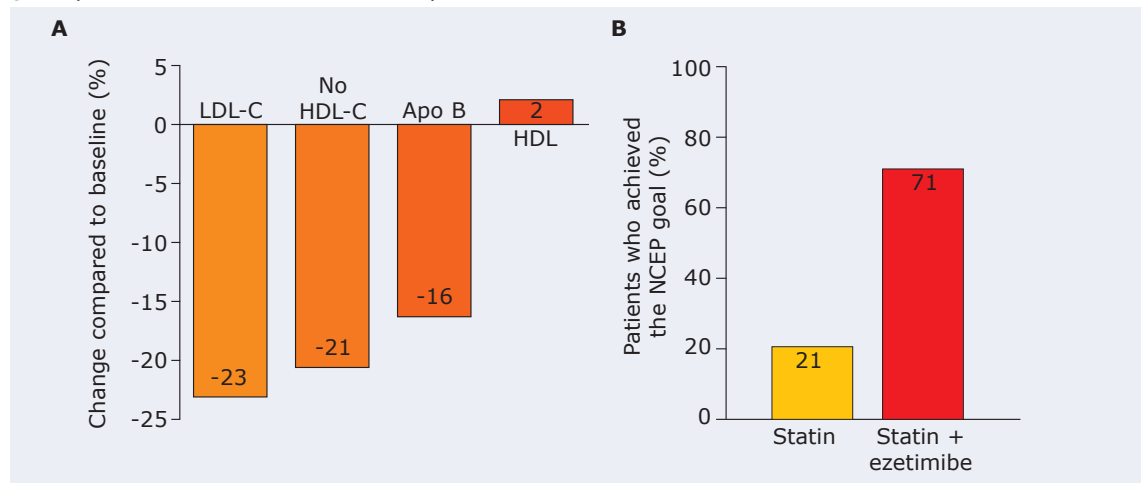 A
Change compared to baseline (%)
5
0
-5
-10
-15
-20
-25
LDL-C
No
HDL-C
Apo B
2
HDL
-23
-21
-16
B
Patients who achieved
the NCEP goal (%)
100
80
60
40
20
0
21
71
Statin
Statin +
ezetimibe